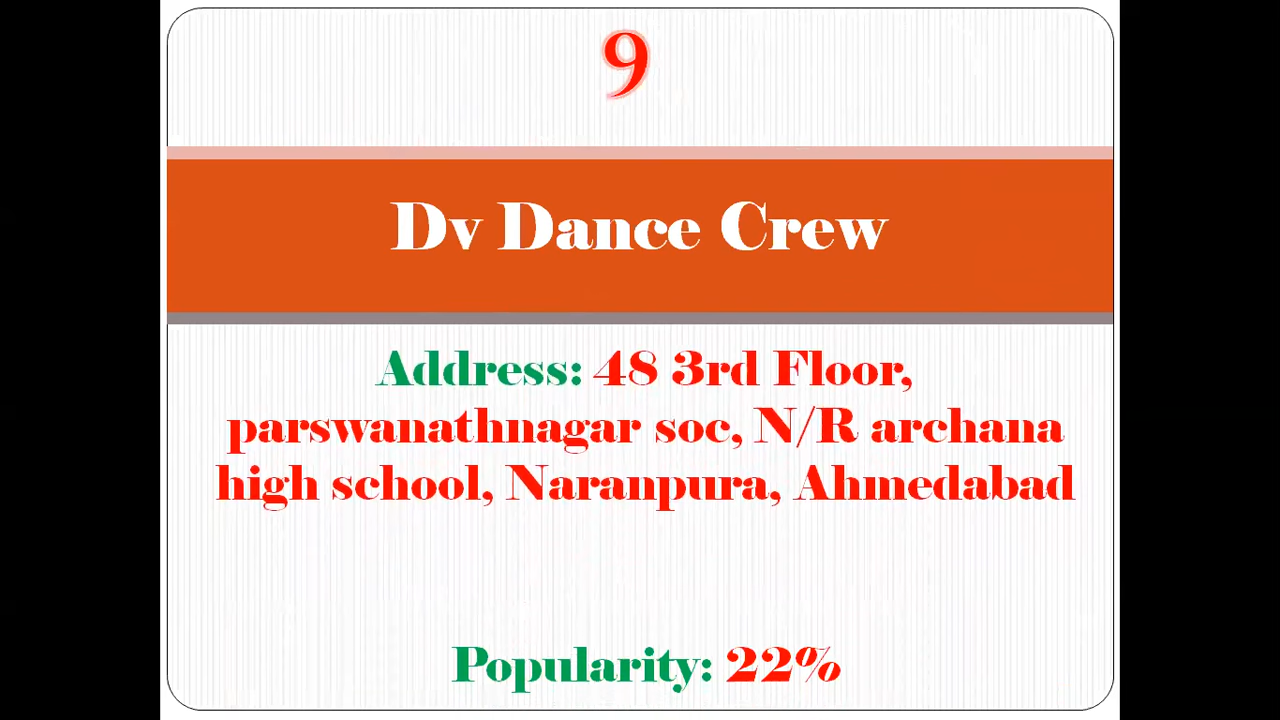 9
Dv Dance Crew
Address: 48 3rd Floor,
parswanathnagar soc, N/R archana
high school, Naranpura, Ahmedabad
Popularity: 22%